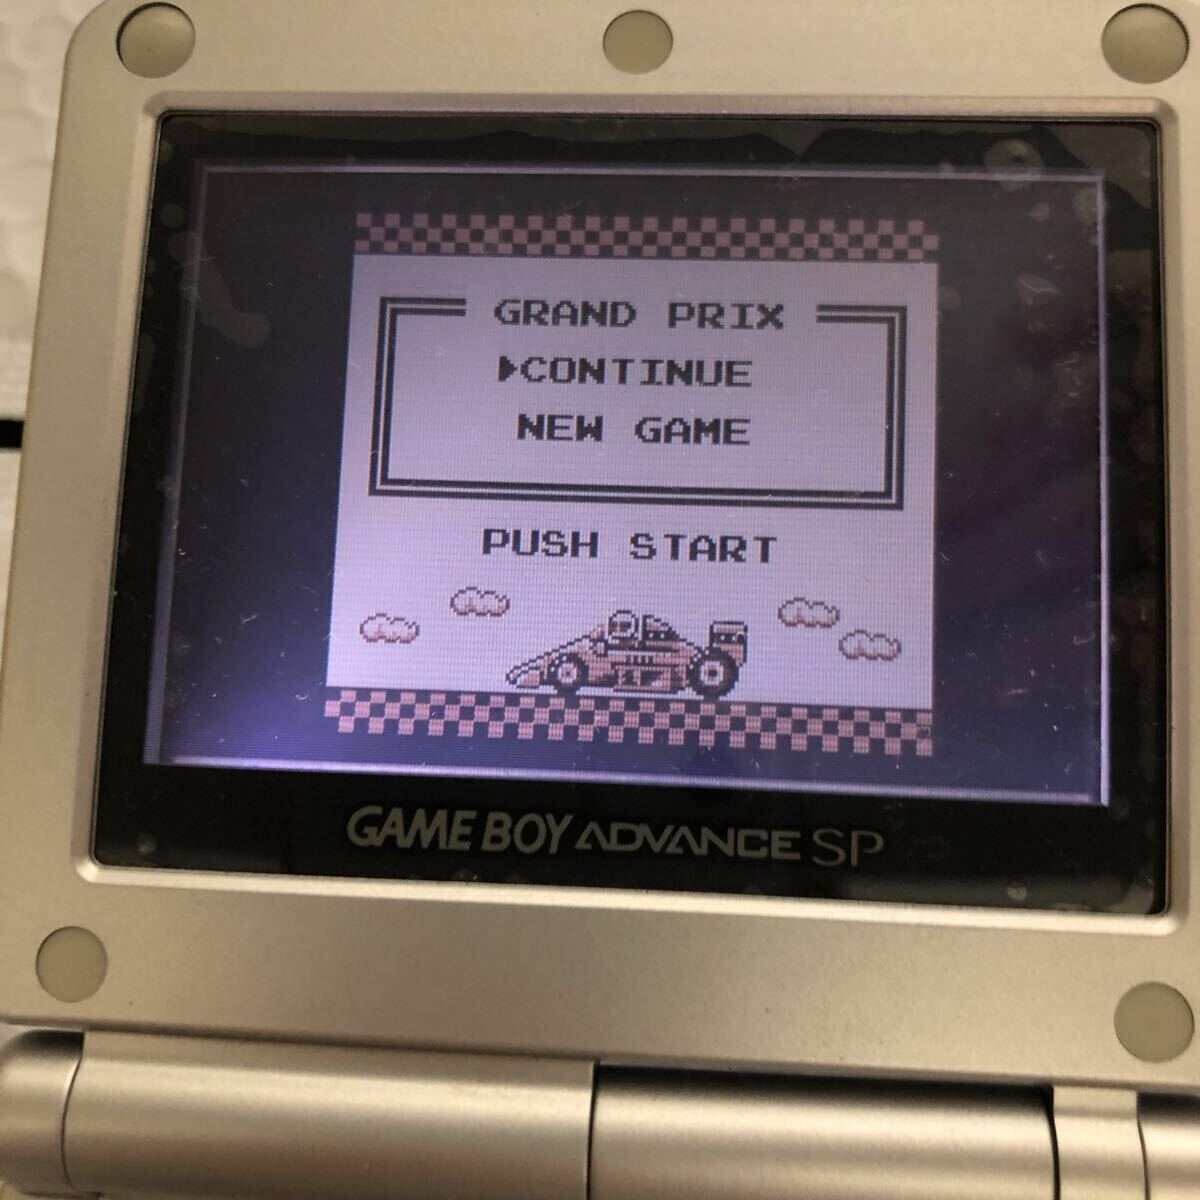 GRAND PRIX
CONTINUE
NEW GAME
PUSH START
GAME BOY ADVANCE SP